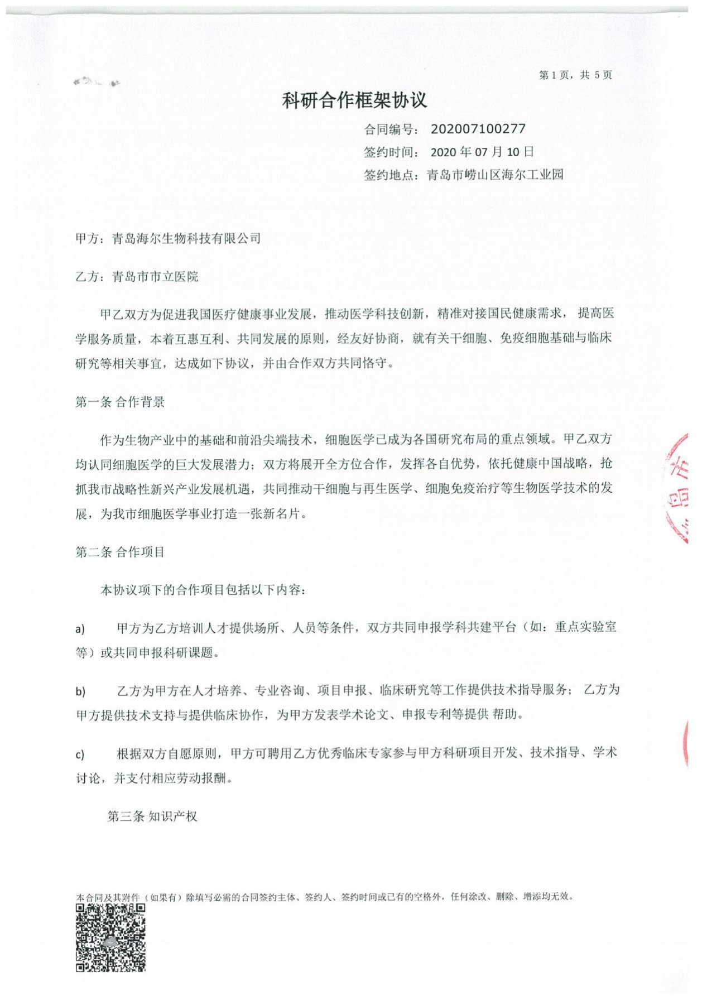 第1页，共 5页
科研合作框架协议
合同编号： 202007100277
签约时间： 2020 年 07 月 10 日
签约地点：青岛市崂山区海尔工业园
甲方：青岛海尔生物科技有限公司
乙方：青岛市市立医院
甲乙双方为促进我国医疗健康事业发展，推动医学科技创新，精准对接国民健康需求， 提高医
学服务质量，本着互惠互利、共同发展的原则，经友好协商，就有关干细胞、免疫细胞基础与临床
研究等相关事宜，达成如下协议，并由合作双方共同恪守。
第一条 合作背景
作为生物产业中的基础和前沿尖端技术，细胞医学已成为各国研究布局的重点领域。甲乙双方
均认同细胞医学的巨大发展潜力；双方将展开全方位合作，发挥各自优势，依托健康中国战略，抢
抓我市战略性新兴产业发展机遇，共同推动干细胞与再生医学、细胞免疫治疗等生物医学技术的发
展，为我市细胞医学事业打造一张新名片。
市
岛
第二条 合作项目
本协议项下的合作项目包括以下内容：
a) 甲方为乙方培训人才提供场所、人员等条件，双方共同申报学科共建平台（如：重点实验室
等）或共同申报科研课题。
b) 乙方为甲方在人才培养、专业咨询、项目申报、临床研究等工作提供技术指导服务； 乙方为
甲方提供技术支持与提供临床协作，为甲方发表学术论文、申报专利等提供 帮助。
c) 根据双方自愿原则，甲方可聘用乙方优秀临床专家参与甲方科研项目开发、技术指导、学术
讨论，并支付相应劳动报酬。
第三条 知识产权
本合同及其附件（如果有）除填写必需的合同签约主体、签约人、签约时间或已有的空格外，任何涂改、删除、增添均无效。